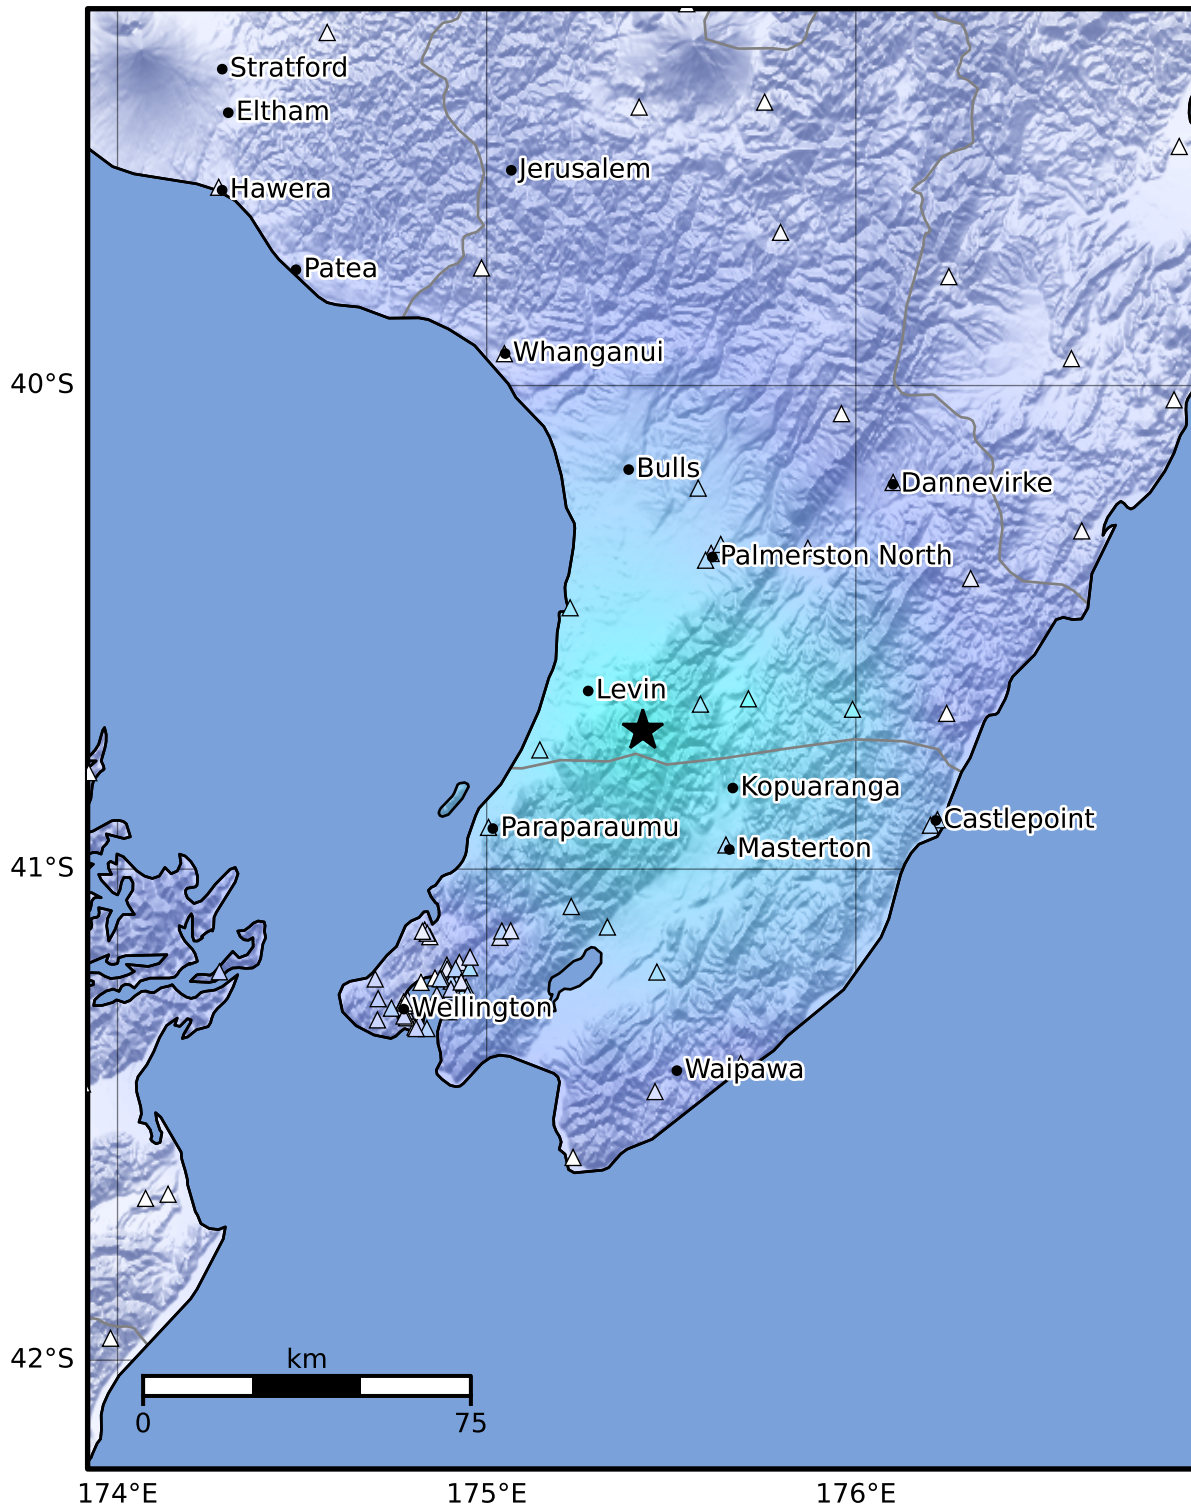 Stratford
Eltham
Jerusalem
Hawera
Patea
Whanganui
40°S
Bulls
Dannevirke
Palmerston North
Levin
Kopuaranga
Castlepoint
Paraparaumu
Masterton
41°S
Wellington
Waipawa
km
42°S
0
75
174°E
175°E
176°E